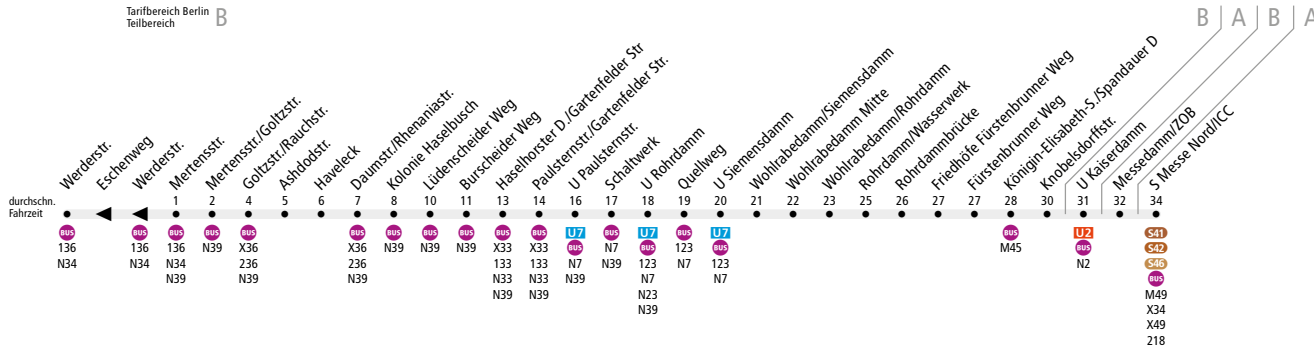 Tarifbereich Berlin
Teilbereich
B
B A B A
Werderstr.
Eschenweg
Werderstr.
Mertensstr.
Mertensstr./Goltzstr.
Goltzstr./Rauchstr.
Ashdodstr.
Haveleck
Daumstr./Rhenaniastr.
Kolonie Haselbusch
Lüdenscheider Weg
Burscheider Weg
Haselhorster D./Gartenfelder Str
Paulsternstr./Gartenfelder Str.
U Paulsternstr.
Schaltwerk
U Rohrdamm
Quellweg
U Siemensdamm
Wohlrabedamm/Siemensdamm
Wohlrabedamm Mitte
Wohlrabedamm/Rohrdamm
Rohrdamm/Wasserwerk
Rohrdammbrücke
Friedhöfe Fürstenbrunner Weg
Fürstenbrunner Weg
Königin-Elisabeth-S./Spandauer D
Knobelsdoffstr.
U Kaiserdamm
Messedamm/ZOB
S Messe Nord/ICC
durchschn.
Fahrzeit
1 2 4 5 6 7 8 10 11 13 14 16 17 18 19 20 21 22 23 25 26 27 27 28 30 31 32 34
BUS
136
N34
BUS
136
N34
BUS
136
N34
N39
BUS
N39
BUS
X36
236
N39
BUS
X36
236
N39
BUS
N39
BUS
N39
BUS
N39
BUS
X33
133
N33
N39
BUS
X33
133
N33
N39
U7
BUS
N7
N39
BUS
N7
N39
U7
BUS
123
N7
N23
N39
BUS
123
N7
U7
BUS
123
N7
BUS
M45
U2
BUS
N2
S41
S42
S46
BUS
M49
X34
X49
218